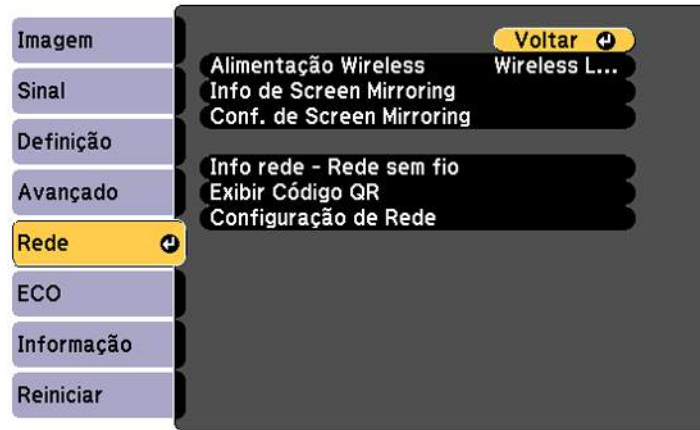 Imagem
Sinal
Definição
Avançado
Rede
ECO
Informação
Reiniciar
Voltar
Alimentação Wireless Wireless L...
Info de Screen Mirroring
Conf. de Screen Mirroring
Info rede - Rede sem fio
Exibir Código QR
Configuração de Rede